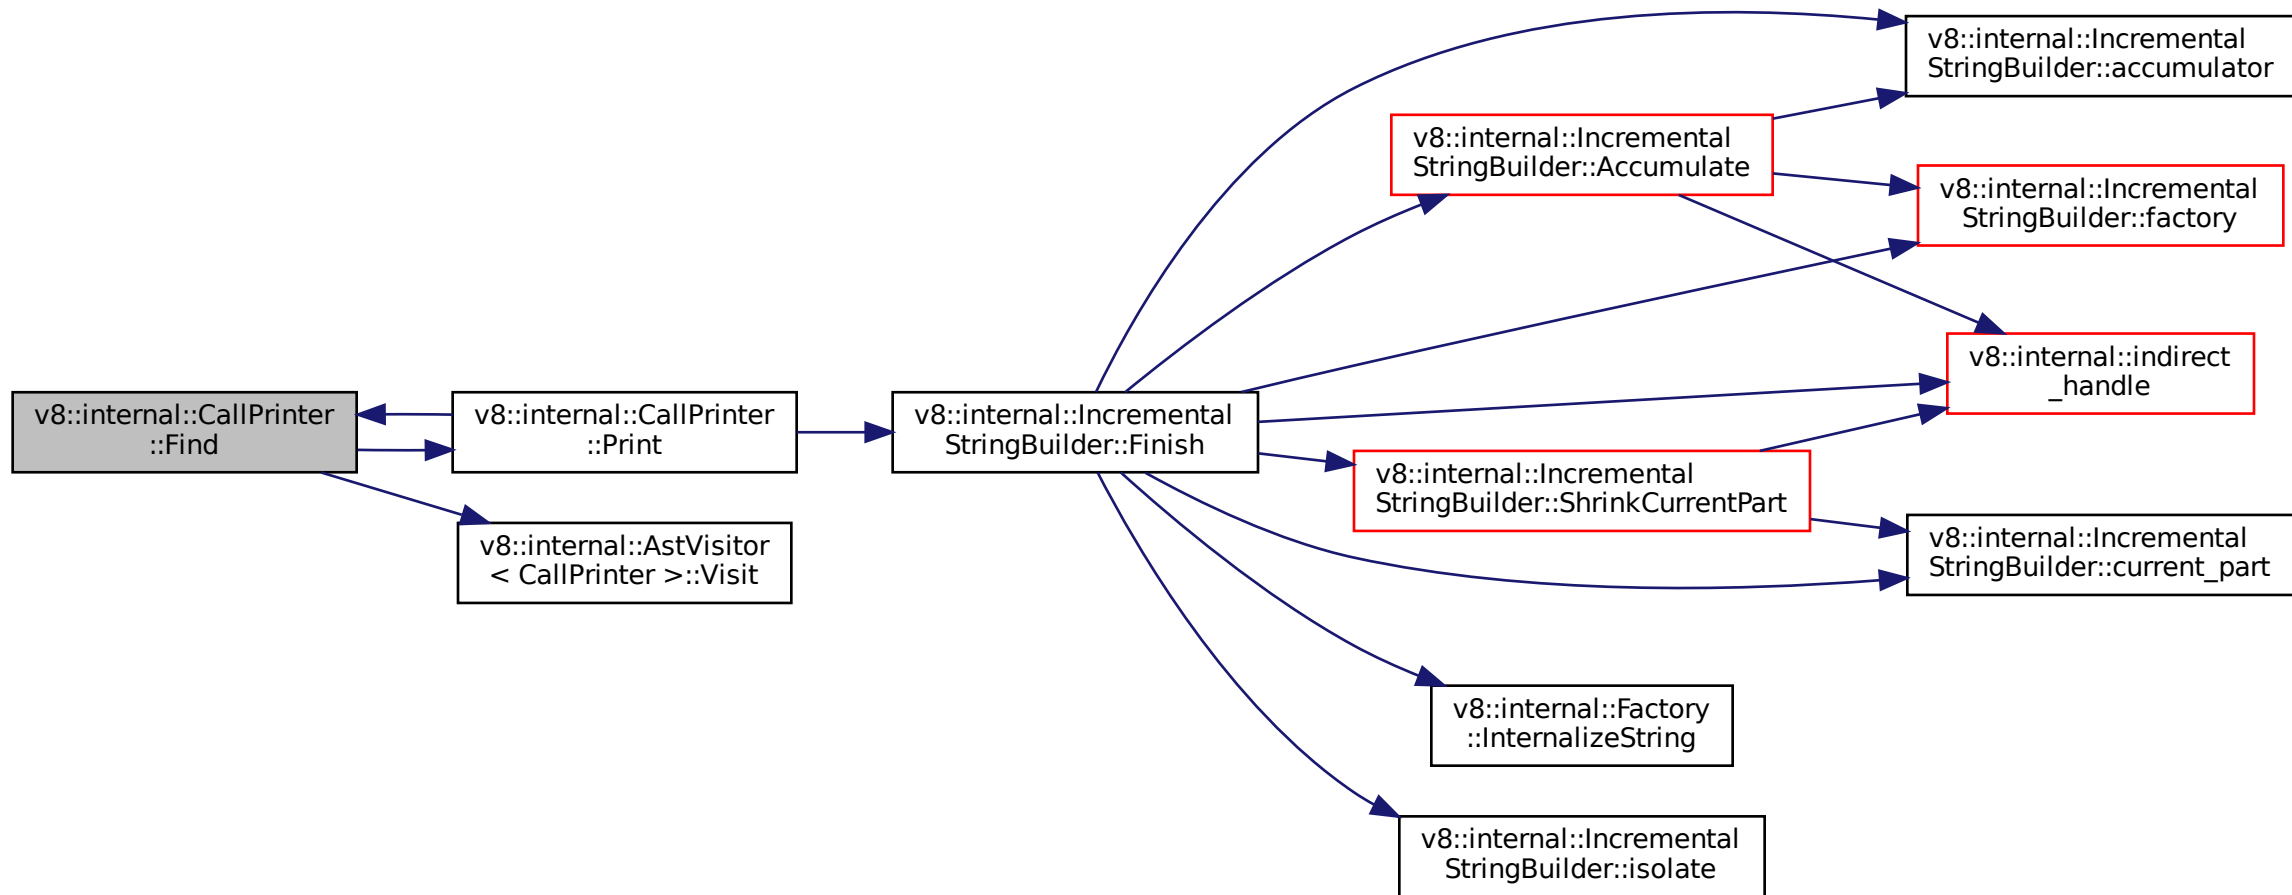 v8::internal::CallPrinter
::Find
v8::internal::CallPrinter
::Print
v8::internal::AstVisitor
< CallPrinter >::Visit
v8::internal::Incremental
StringBuilder::Finish
v8::internal::Incremental
StringBuilder::accumulator
v8::internal::Incremental
StringBuilder::Accumulate
v8::internal::Incremental
StringBuilder::factory
v8::internal::indirect
_handle
v8::internal::Incremental
StringBuilder::ShrinkCurrentPart
v8::internal::Incremental
StringBuilder::current_part
v8::internal::Factory
::InternalizeString
v8::internal::Incremental
StringBuilder::isolate